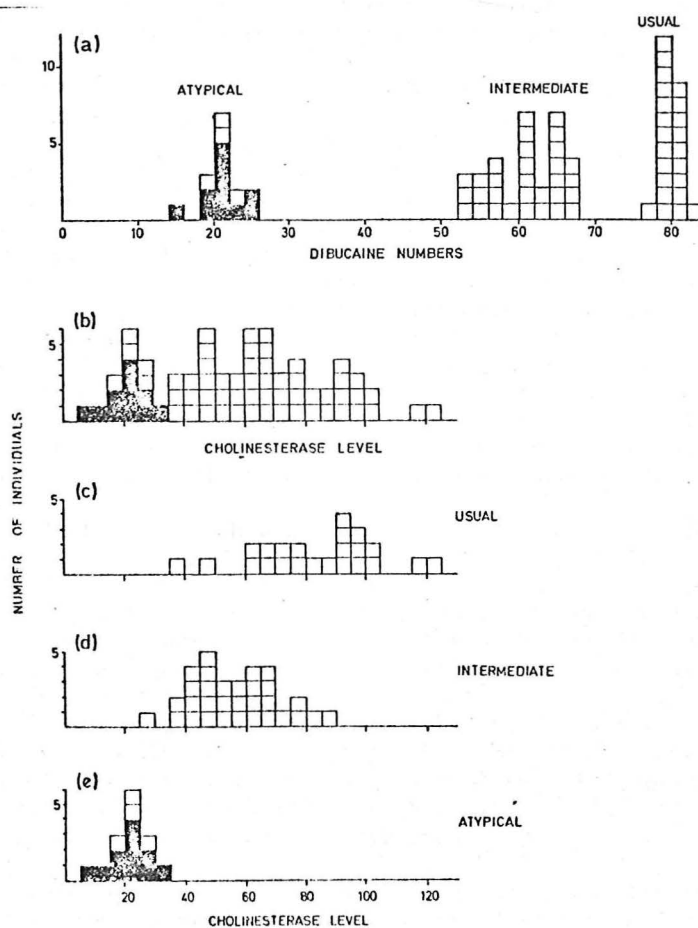 (a)
USUAL
10
ATYPICAL
INTERMEDIATE
5
0 10 20 30 40 50 60 70 80
DIBUCAINE NUMBERS
(b)
5
CHOLINESTERASE LEVEL
NUMBER OF INDIVIDUALS
(c)
5
USUAL
(d)
5
INTERMEDIATE
(e)
5
ATYPICAL
20 40 60 80 100 120
CHOLINESTERASE LEVEL